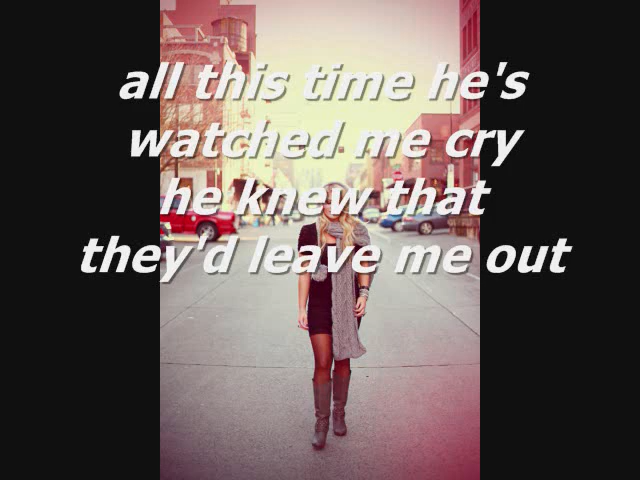 all this time he's
watched me cry
he knew that
they'd leave me out